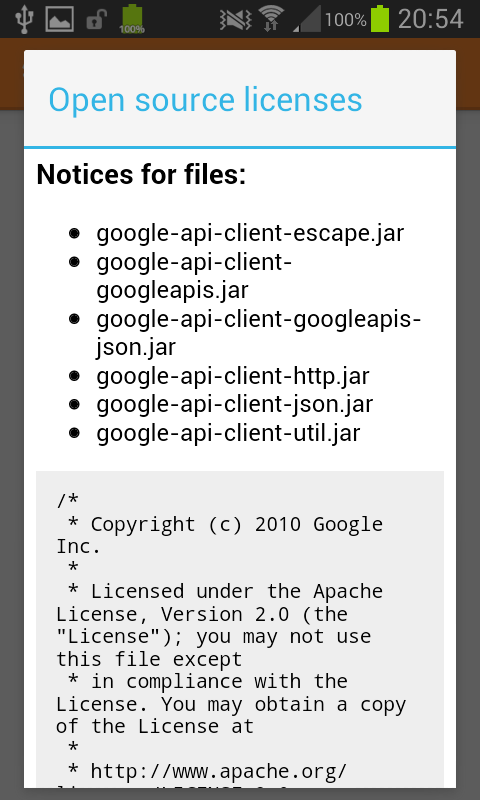 100% 100% 20:54
Open source licenses
Notices for files:
google-api-client-escape.jar
google-api-client-
googleapis.jar
google-api-client-googleapis-
json.jar
google-api-client-http.jar
google-api-client-json.jar
google-api-client-util.jar
/*
* Copyright (c) 2010 Google
Inc.
*
* Licensed under the Apache
License, Version 2.0 (the
"License"); you may not use
this file except
* in compliance with the
License. You may obtain a copy
of the License at
*
* http://www.apache.org/